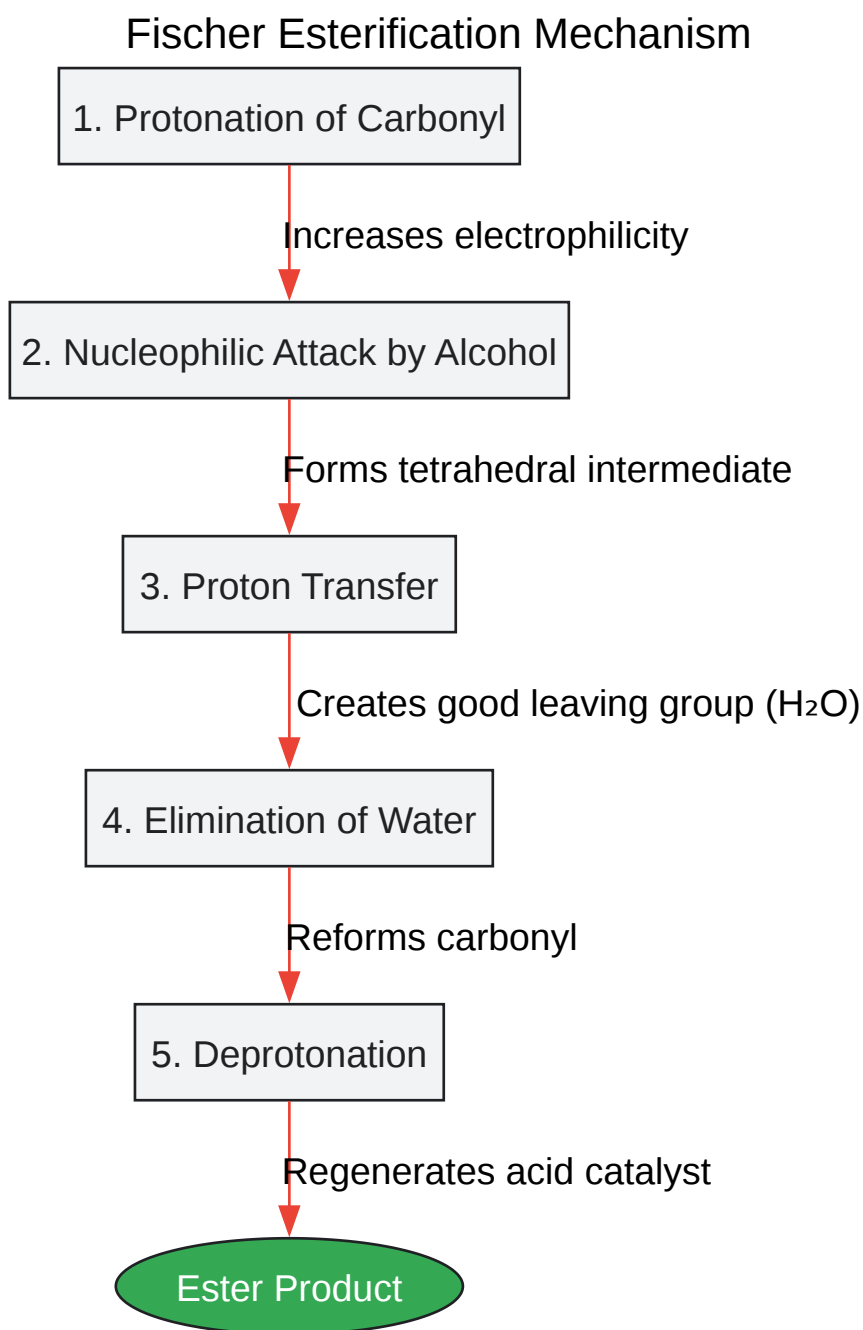 Fischer Esterification Mechanism
1. Protonation of Carbonyl
Increases electrophilicity
2. Nucleophilic Attack by Alcohol
Forms tetrahedral intermediate
3. Proton Transfer
Creates good leaving group (H₂O)
4. Elimination of Water
Reforms carbonyl
5. Deprotonation
Regenerates acid catalyst
Ester Product